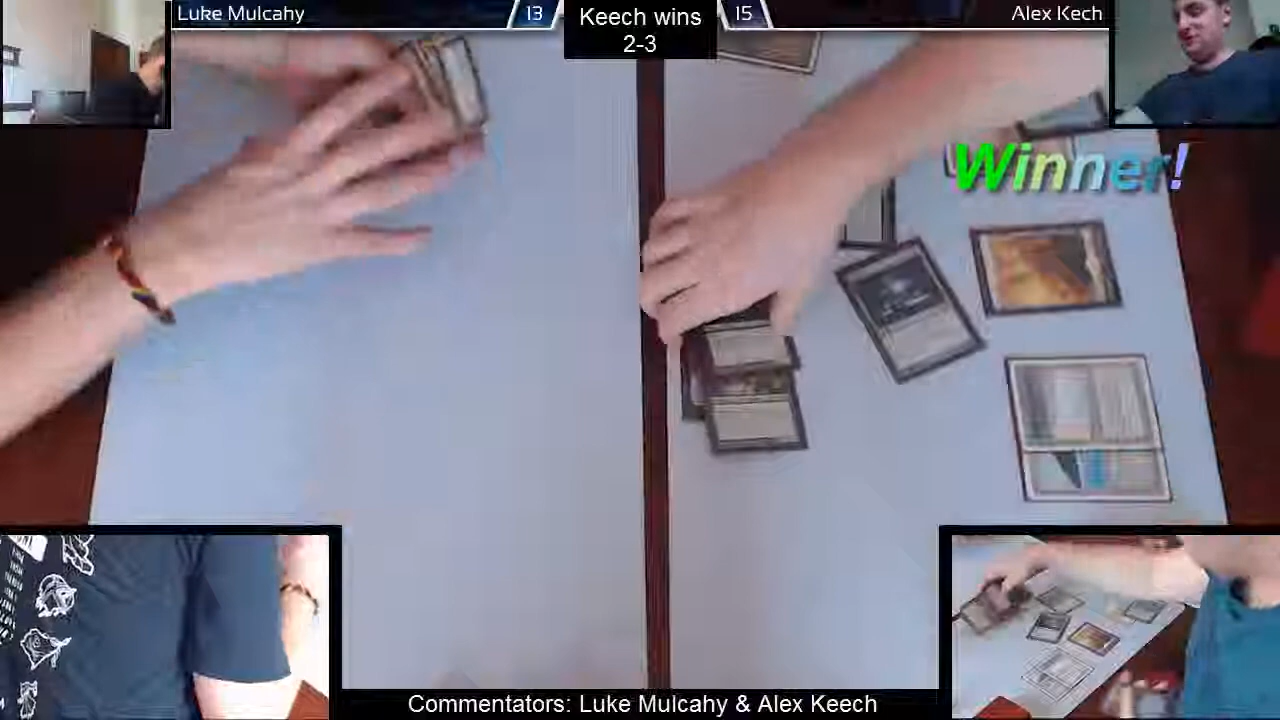 Luke Mulcahy
13
Keech wins
2-3
15
Alex Kech
Winner!
Commentators: Luke Mulcahy & Alex Keech